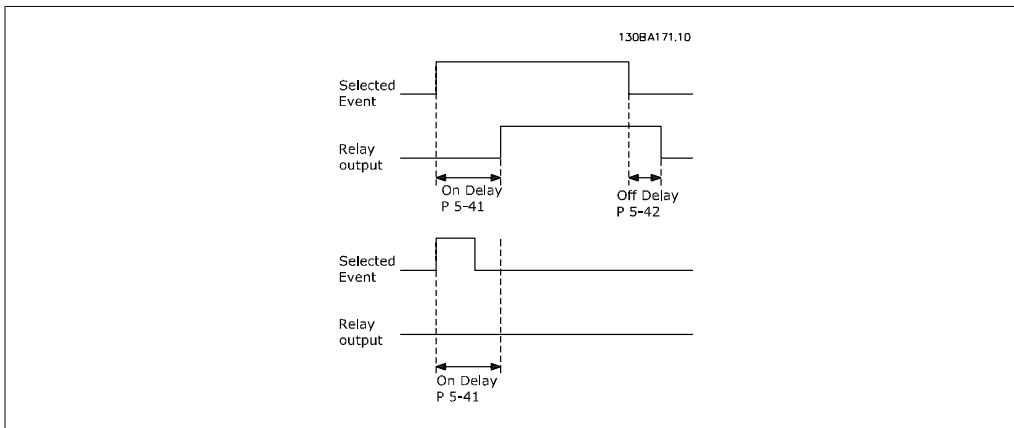 130BA171.10
Selected
Event
Relay
output
On Delay
P 5-41
Off Delay
P 5-42
Selected
Event
Relay
output
On Delay
P 5-41